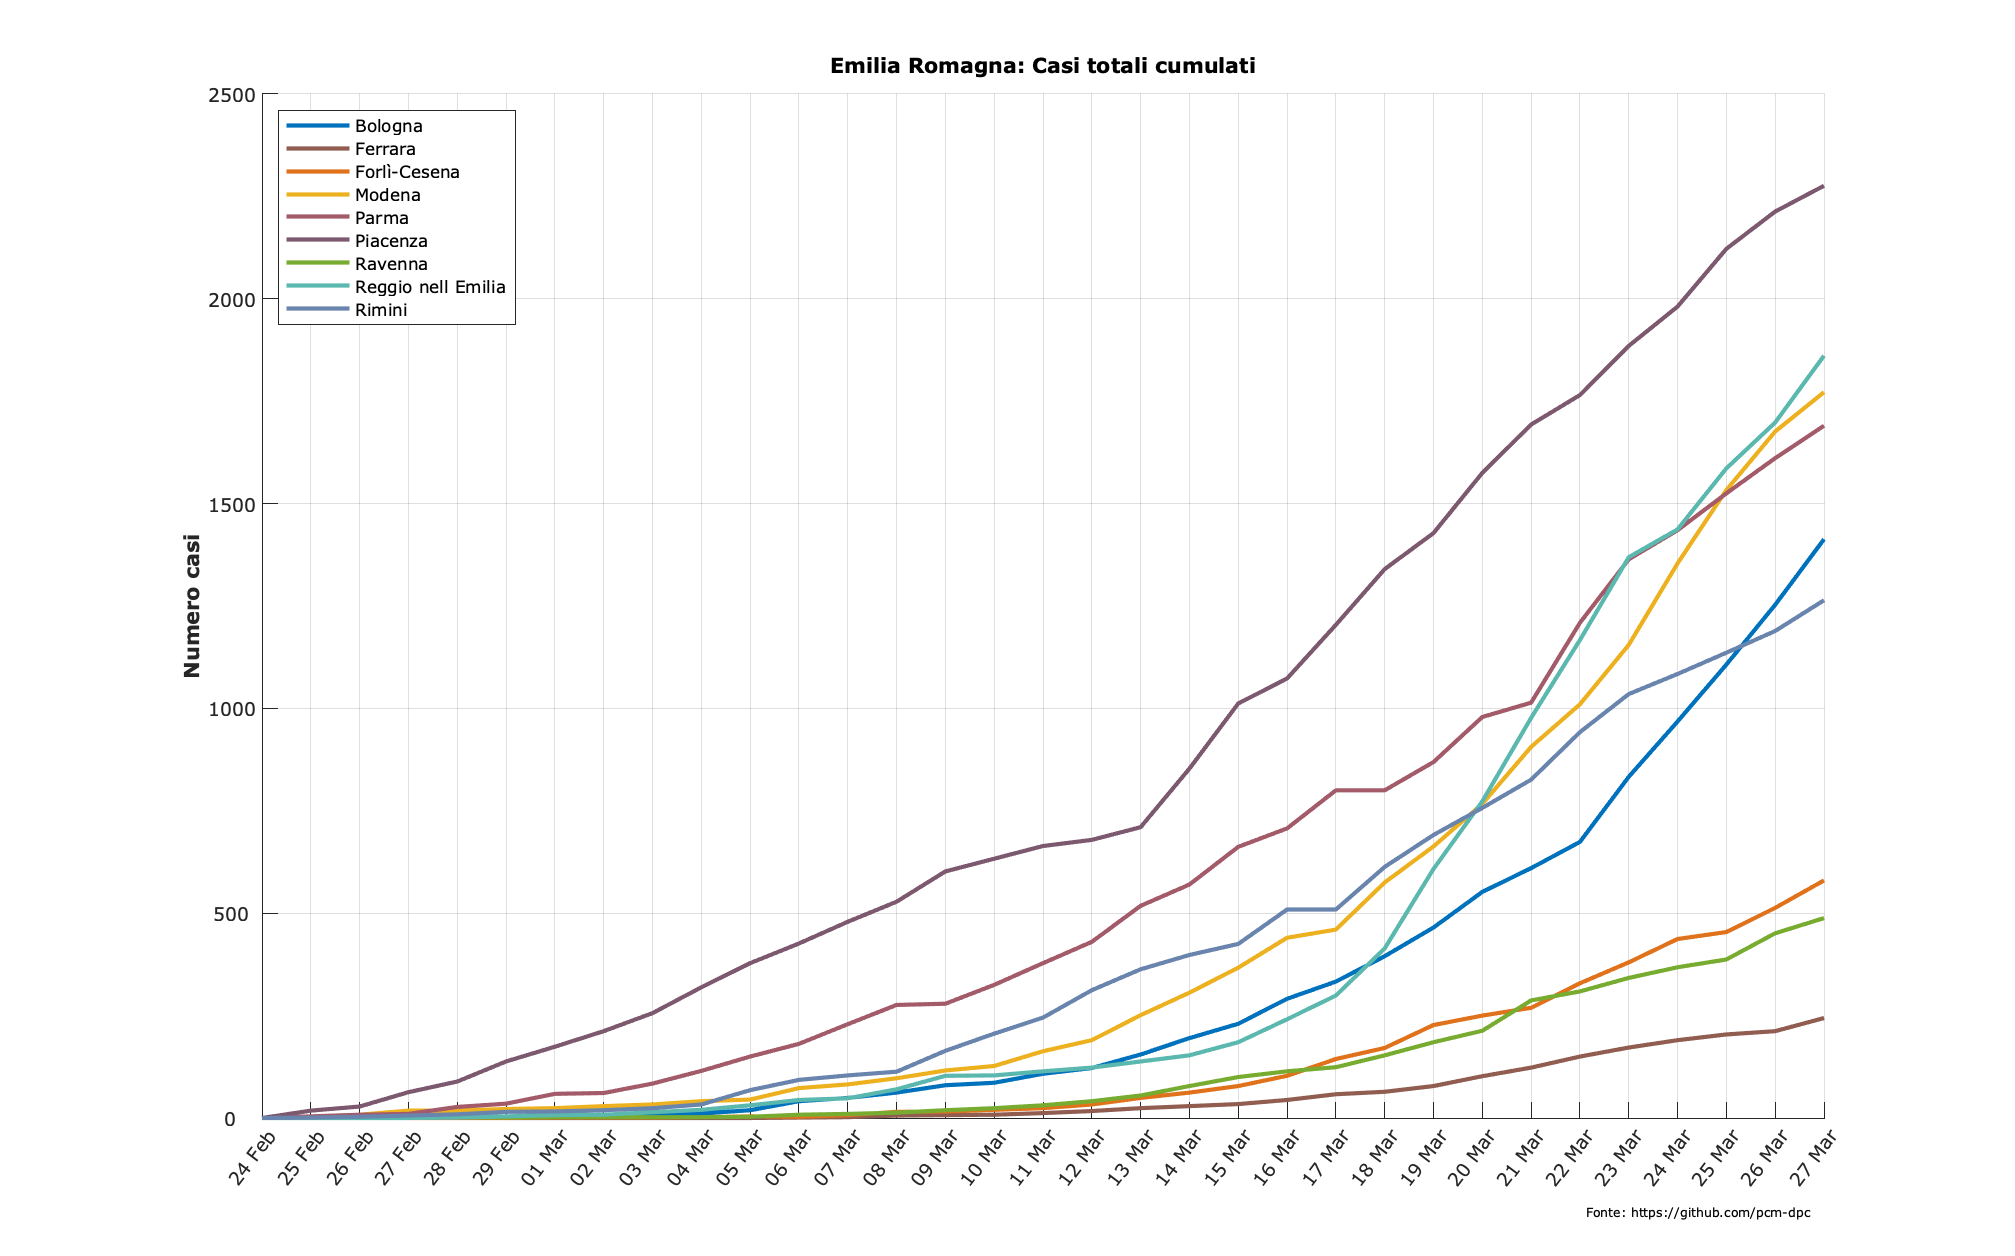 Emilia Romagna: Casi totali cumulati
2500
2000
1500
1000
500
0
Numero casi
Bologna
Ferrara
Forlì-Cesena
Modena
Parma
Piacenza
Ravenna
Reggio nell Emilia
Rimini
24 Feb
25 Feb
26 Feb
27 Feb
28 Feb
29 Feb
01 Mar
02 Mar
03 Mar
04 Mar
05 Mar
06 Mar
07 Mar
08 Mar
09 Mar
10 Mar
11 Mar
12 Mar
13 Mar
14 Mar
15 Mar
16 Mar
17 Mar
18 Mar
19 Mar
20 Mar
21 Mar
22 Mar
23 Mar
24 Mar
25 Mar
26 Mar
27 Mar
Fonte: https://github.com/pcm-dpc